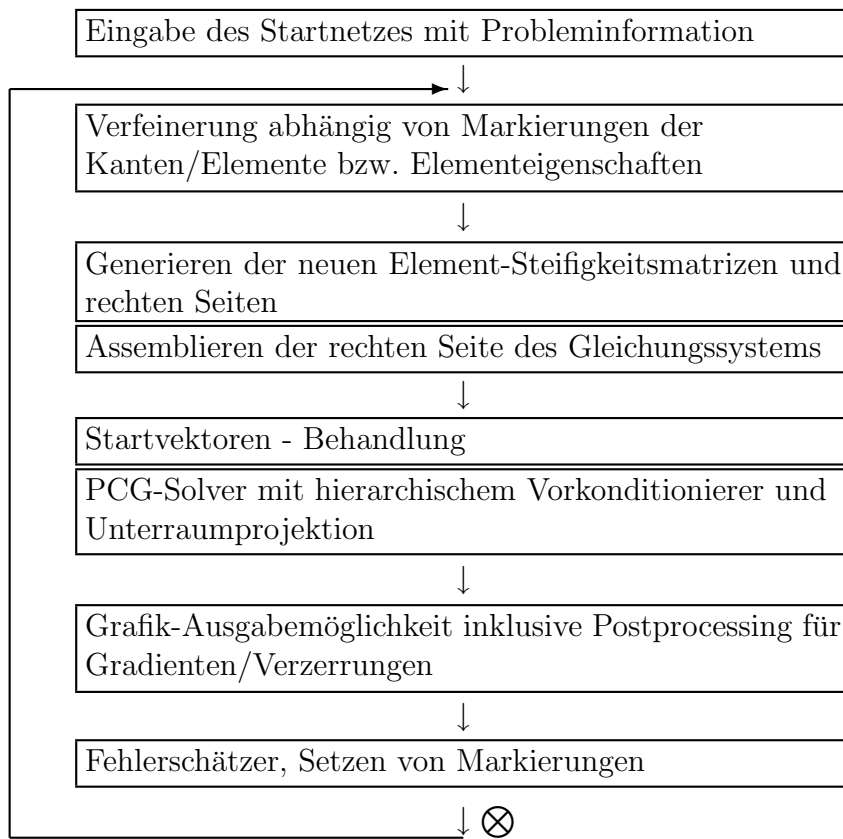 Eingabe des Startnetzes mit Probleminformation
↓
Verfeinerung abhängig von Markierungen der
Kanten/Elemente bzw. Elementeigenschaften
↓
Generieren der neuen Element-Steifigkeitsmatrizen und
rechten Seiten
Assemblieren der rechten Seite des Gleichungssystems
↓
Startvektoren - Behandlung
PCG-Solver mit hierarchischem Vorkonditionierer und
Unterraumprojektion
↓
Grafik-Ausgabemöglichkeit inklusive Postprocessing für
Gradienten/Verzerrungen
↓
Fehlerschätzer, Setzen von Markierungen
↓ ⊗